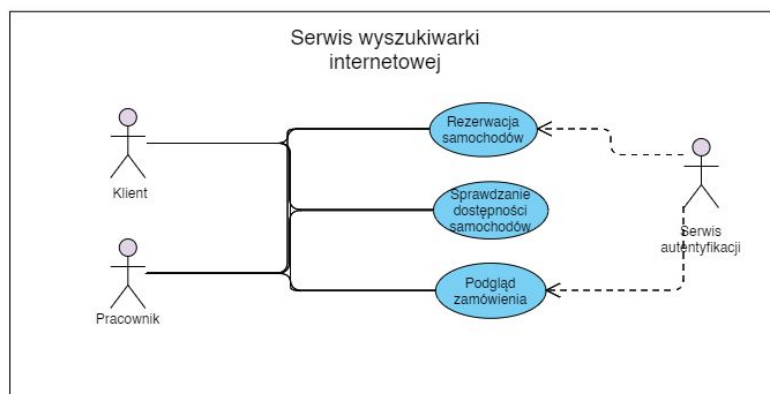 Serwis wyszukiwarki
internetowej
Rezerwacja
samochodów
Klient
Sprawdzanie
dostępności
samochodów
Serwis
autentyfikacji
Podgląd
zamówienia
Pracownik